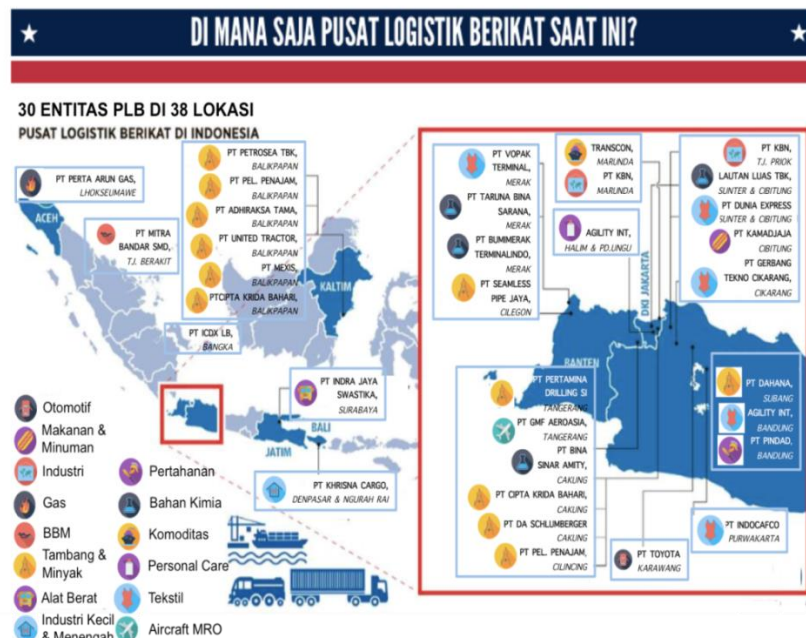 DI MANA SAJA PUSAT LOGISTIK BERIKAT SAAT INI?
30 ENTITAS PLB DI 38 LOKASI
PUSAT LOGISTIK BERIKAT DI INDONESIA
PT PERTA ARUN GAS,
LHOKSEUMAWE
ACEH
PT MITRA
BANDAR SMD,
TJ. BERAKIT
PT PETROSEA TBK,
BALIKPAPAN
PT PEL. PENAJAM,
BALIKPAPAN
PT ADHIRAKSA TAMA,
BALIKPAPAN
PT UNITED TRACTOR,
BALIKPAPAN
PT MEXIS,
BALIKPAPAN
PTCIPTA KRIDA BAHARI,
BALIKPAPAN
KALTIM
PT ICDX LB,
BANGKA
PT INDRA JAYA
SWASTIKA,
SURABAYA
JATIM
BALI
PT KHRISNA CARGO,
DENPASAR & NGURAH RAI
Otomotif
Makanan &
Minuman
Industri
Gas
BBM
Tambang &
Minyak
Alat Berat
Industri Kecil
& Menengah
Pertahanan
Bahan Kimia
Komoditas
Personal Care
Tekstil
Aircraft MRO
PT VOPAK
TERMINAL,
MERAK
PT TARUNA BINA
SARANA,
MERAK
PT BUMIMERAK
TERMINALINDO,
MERAK
PT SEAMLESS
PIPE JAYA,
CILEGON
TRANSCON,
MARUNDA
PT KBN,
MARUNDA
AGILITY INT,
HALIM & PD.UNGU
PT KBN,
TJ. PRIOK
LAUTAN LUAS TBK,
SUNTER & CIBITUNG
PT DUNIA EXPRESS
SUNTER & CIBITUNG
PT KAMADJAJA
CIBITUNG
PT GERBANG
TEKNO CIKARANG,
CIKARANG
DKI JAKARTA
BANTEN
PT PERTAMINA
DRILLING SI
TANGERANG
PT GMF AEROASIA,
TANGERANG
PT BINA
SINAR AMITY,
CAKUNG
PT CIPTA KRIDA BAHARI,
CAKUNG
PT DA SCHLUMBERGER
CAKUNG
PT PEL. PENAJAM,
CILINCING
PT DAHANA,
SUBANG
AGILITY INT,
BANDUNG
PT PINDAD,
BANDUNG
PT INDOCAFCO
PURWAKARTA
PT TOYOTA
KARAWANG